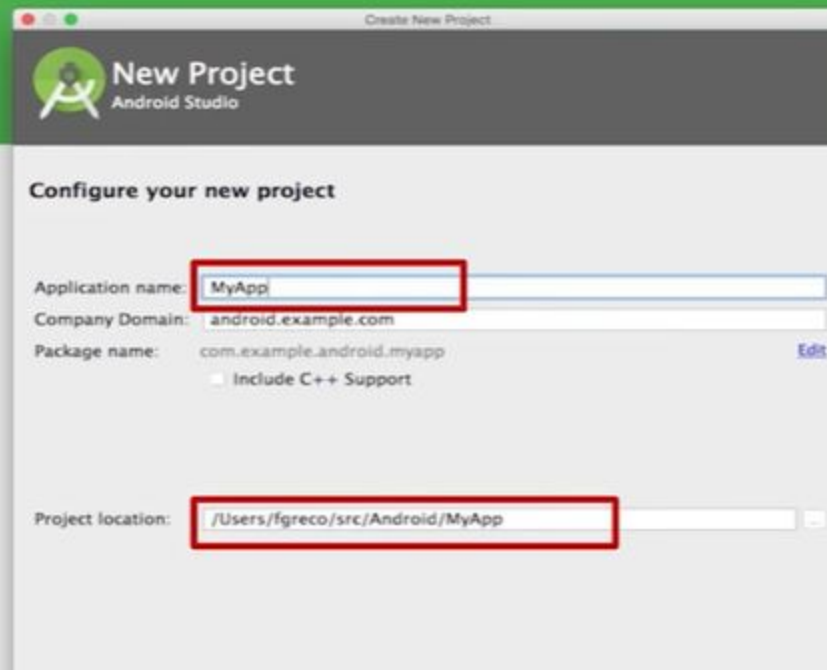 Create New Project
New Project
Android Studio
Configure your new project
Application name: MyApp
Company Domain: android.example.com
Package name: com.example.android.myapp Edit
Include C++ Support
Project location: /Users/fgreco/src/Android/MyApp ...